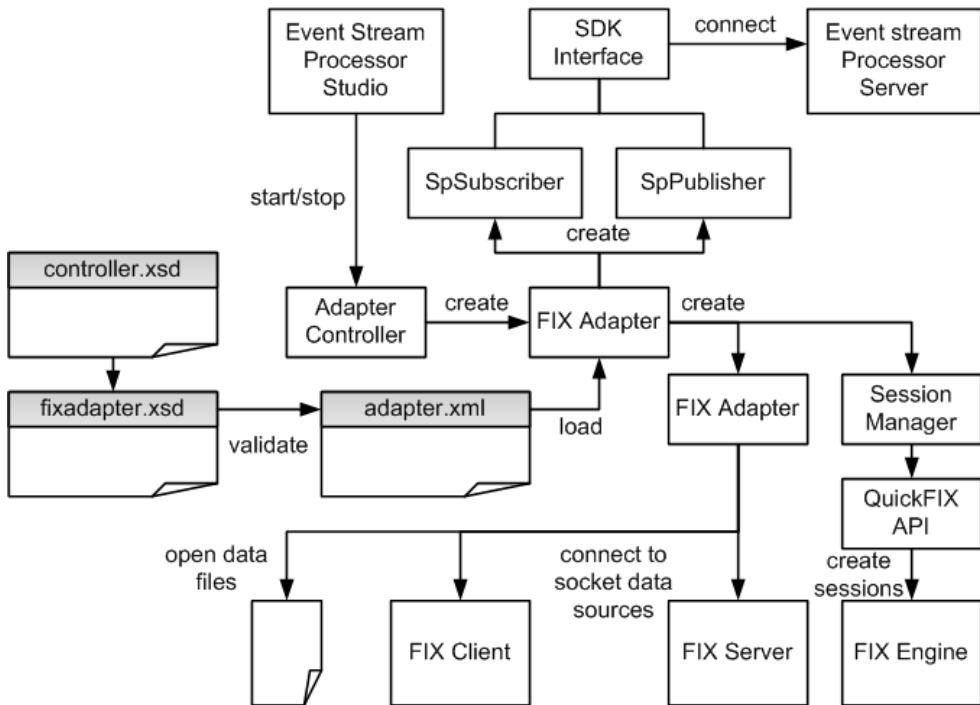 Event Stream
Processor
Studio
SDK
Interface
connect
Event stream
Processor
Server
SpSubscriber
SpPublisher
start/stop
create
controller.xsd
Adapter
Controller
create
FIX Adapter
create
fixadapter.xsd
validate
adapter.xml
load
FIX Adapter
Session
Manager
QuickFIX
API
open data
files
connect to
socket data
sources
create
sessions
FIX Client
FIX Server
FIX Engine